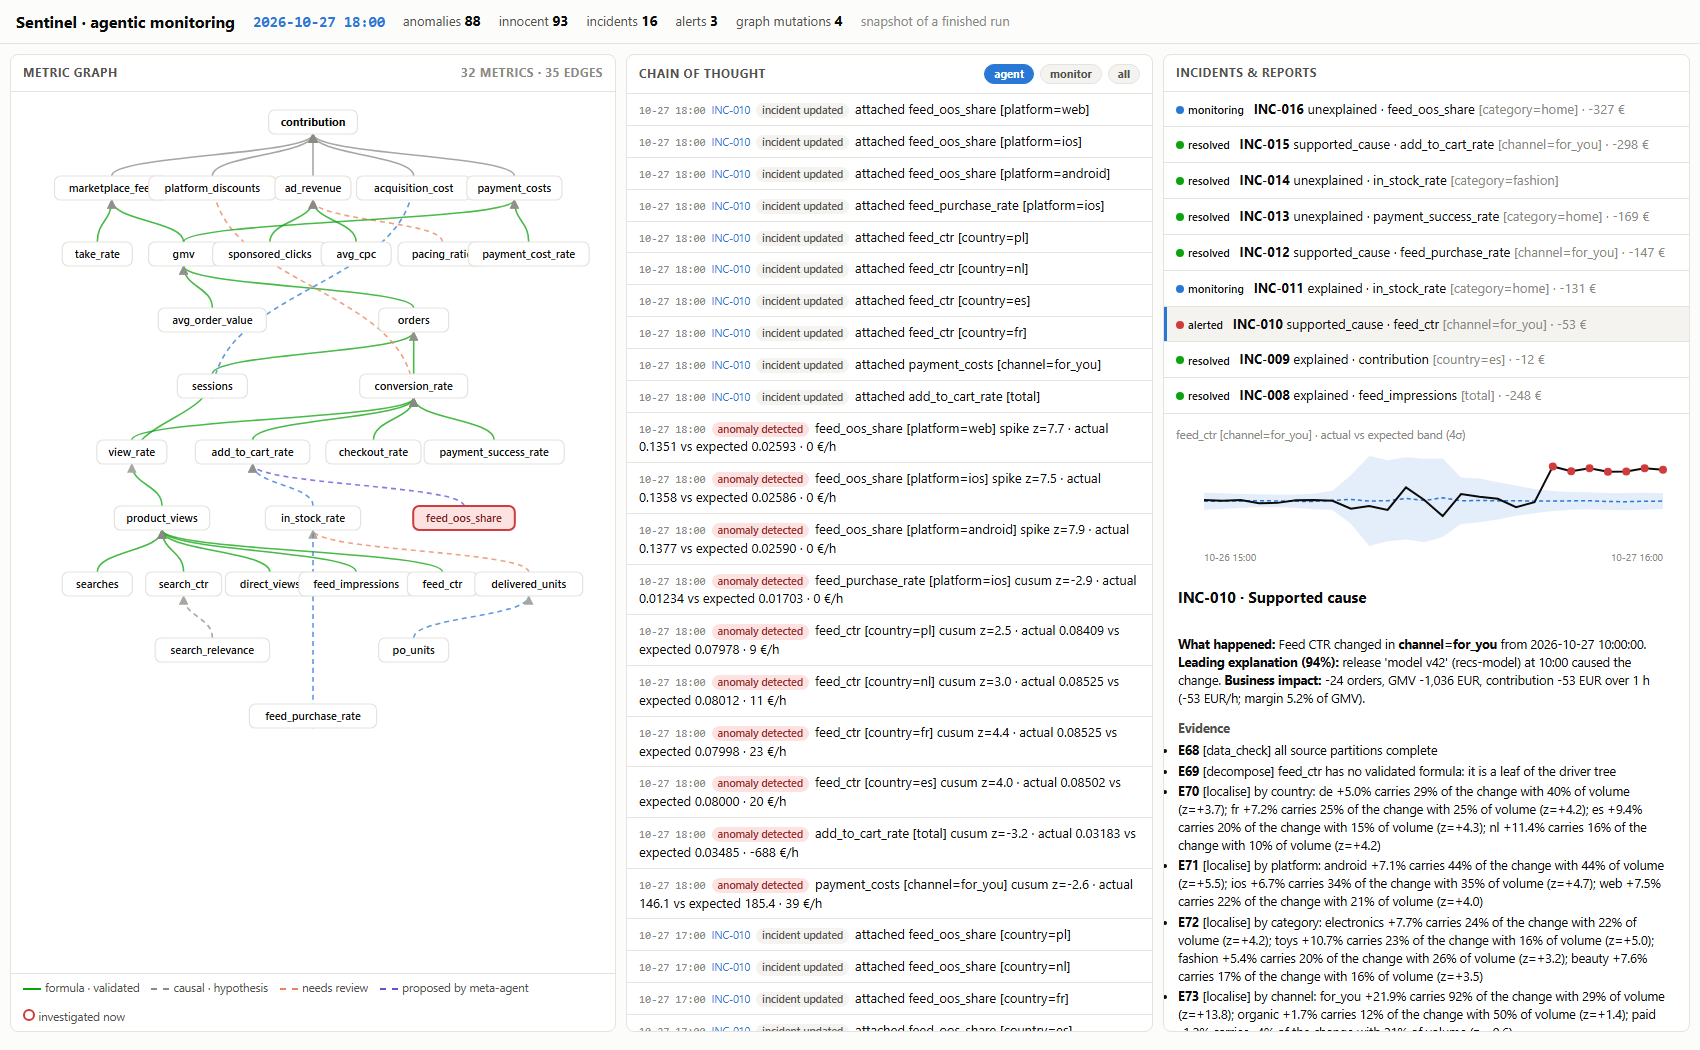 Sentinel · agentic monitoring 2026-10-27 18:00 anomalies 88 innocent 93 incidents 16 alerts 3 graph mutations 4 snapshot of a finished run
METRIC GRAPH 32 METRICS · 35 EDGES
contribution
marketplace_fee platform_discounts ad_revenue acquisition_cost payment_costs
take_rate gmv sponsored_clicks avg_cpc pacing_ratio payment_cost_rate
avg_order_value orders
sessions conversion_rate
view_rate add_to_cart_rate checkout_rate payment_success_rate
product_views in_stock_rate feed_oos_share
searches search_ctr direct_views feed_impressions feed_ctr delivered_units
search_relevance po_units
feed_purchase_rate
formula · validated causal · hypothesis needs review proposed by meta-agent
investigated now
CHAIN OF THOUGHT agent monitor all
10-27 18:00 INC-010 incident updated attached feed_oos_share [platform=web]
10-27 18:00 INC-010 incident updated attached feed_oos_share [platform=ios]
10-27 18:00 INC-010 incident updated attached feed_oos_share [platform=android]
10-27 18:00 INC-010 incident updated attached feed_purchase_rate [platform=ios]
10-27 18:00 INC-010 incident updated attached feed_ctr [country=pl]
10-27 18:00 INC-010 incident updated attached feed_ctr [country=nl]
10-27 18:00 INC-010 incident updated attached feed_ctr [country=es]
10-27 18:00 INC-010 incident updated attached feed_ctr [country=fr]
10-27 18:00 INC-010 incident updated attached payment_costs [channel=for_you]
10-27 18:00 INC-010 incident updated attached add_to_cart_rate [total]
10-27 18:00 anomaly detected feed_oos_share [platform=web] spike z=7.7 · actual
0.1351 vs expected 0.02593 · 0 €/h
10-27 18:00 anomaly detected feed_oos_share [platform=ios] spike z=7.5 · actual
0.1358 vs expected 0.02586 · 0 €/h
10-27 18:00 anomaly detected feed_oos_share [platform=android] spike z=7.9 · actual
0.1377 vs expected 0.02590 · 0 €/h
10-27 18:00 anomaly detected feed_purchase_rate [platform=ios] cusum z=-2.9 · actual
0.01234 vs expected 0.01703 · 0 €/h
10-27 18:00 anomaly detected feed_ctr [country=pl] cusum z=2.5 · actual 0.08409 vs
expected 0.07978 · 9 €/h
10-27 18:00 anomaly detected feed_ctr [country=nl] cusum z=3.0 · actual 0.08525 vs
expected 0.08012 · 11 €/h
10-27 18:00 anomaly detected feed_ctr [country=fr] cusum z=4.4 · actual 0.08525 vs
expected 0.07998 · 23 €/h
10-27 18:00 anomaly detected feed_ctr [country=es] cusum z=4.0 · actual 0.08502 vs
expected 0.08000 · 20 €/h
10-27 18:00 anomaly detected add_to_cart_rate [total] cusum z=-3.2 · actual 0.03183 vs
expected 0.03485 · -688 €/h
10-27 18:00 anomaly detected payment_costs [channel=for_you] cusum z=-2.6 · actual
146.1 vs expected 185.4 · 39 €/h
10-27 17:00 INC-010 incident updated attached feed_oos_share [country=pl]
10-27 17:00 INC-010 incident updated attached feed_oos_share [country=nl]
10-27 17:00 INC-010 incident updated attached feed_oos_share [country=fr]
10-27 17:00 INC-010 incident updated attached feed_oos_share [country=es]
INCIDENTS & REPORTS
monitoring INC-016 unexplained · feed_oos_share [category=home] · -327 €
resolved INC-015 supported_cause · add_to_cart_rate [channel=for_you] · -298 €
resolved INC-014 unexplained · in_stock_rate [category=fashion]
resolved INC-013 unexplained · payment_success_rate [category=home] · -169 €
resolved INC-012 supported_cause · feed_purchase_rate [channel=for_you] · -147 €
monitoring INC-011 explained · in_stock_rate [category=home] · -131 €
alerted INC-010 supported_cause · feed_ctr [channel=for_you] · -53 €
resolved INC-009 explained · contribution [country=es] · -12 €
resolved INC-008 explained · feed_impressions [total] · -248 €
feed_ctr [channel=for_you] · actual vs expected band (4σ)
10-26 15:00 10-27 16:00
INC-010 · Supported cause
What happened: Feed CTR changed in channel=for_you from 2026-10-27 10:00:00.
Leading explanation (94%): release 'model v42' (recs-model) at 10:00 caused the
change. Business impact: -24 orders, GMV -1,036 EUR, contribution -53 EUR over 1 h
(-53 EUR/h; margin 5.2% of GMV).
Evidence
E68 [data_check] all source partitions complete
E69 [decompose] feed_ctr has no validated formula: it is a leaf of the driver tree
E70 [localise] by country: de +5.0% carries 29% of the change with 40% of volume
(z=+3.7); fr +7.2% carries 25% of the change with 25% of volume (z=+4.2); es +9.4%
carries 20% of the change with 15% of volume (z=+4.3); nl +11.4% carries 16% of the
change with 10% of volume (z=+4.2)
E71 [localise] by platform: android +7.1% carries 44% of the change with 44% of volume
(z=+5.5); ios +6.7% carries 34% of the change with 35% of volume (z=+4.7); web +7.5%
carries 22% of the change with 21% of volume (z=+4.0)
E72 [localise] by category: electronics +7.7% carries 24% of the change with 22% of
volume (z=+4.2); toys +10.7% carries 23% of the change with 16% of volume (z=+5.0);
fashion +5.4% carries 20% of the change with 26% of volume (z=+3.2); beauty +7.6%
carries 17% of the change with 16% of volume (z=+3.5)
E73 [localise] by channel: for_you +21.9% carries 92% of the change with 29% of volume
(z=+13.8); organic +1.7% carries 12% of the change with 50% of volume (z=+1.4); paid